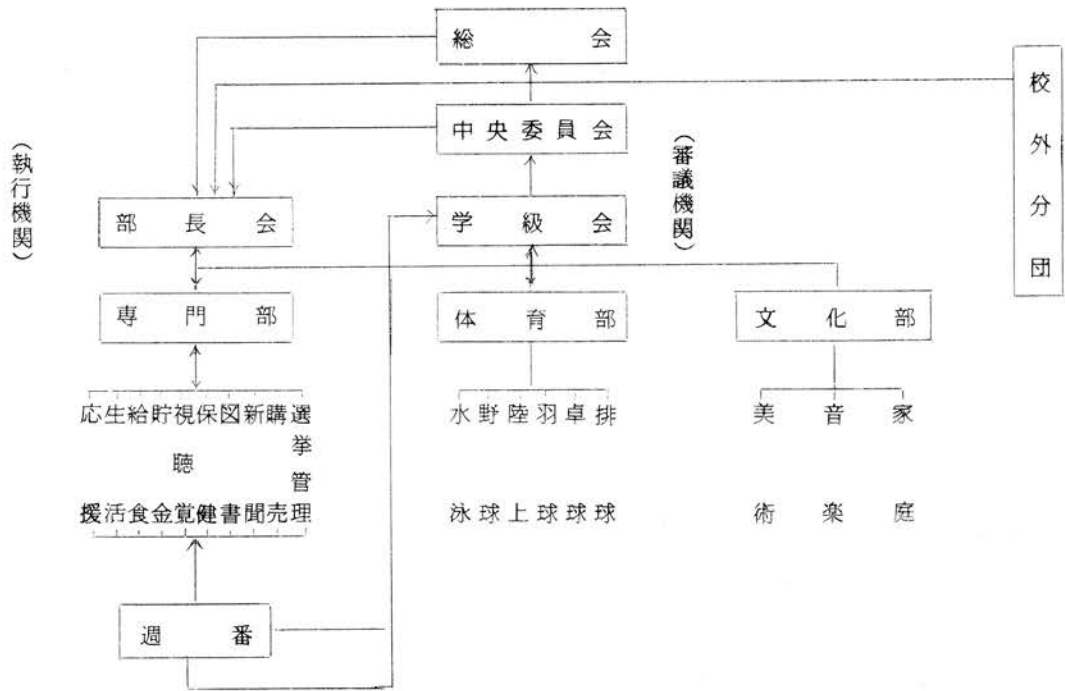 総会
校外分団
中央委員会
(執行機関)
(審議機関)
部長会
学級会
専門部
体育部
文化部
応援
生活
給食
貯金
視聴覚
保健
図書
新聞
購売
選挙管理
水泳
野球
陸上
羽球
卓球
排球
美術
音楽
家庭
週番